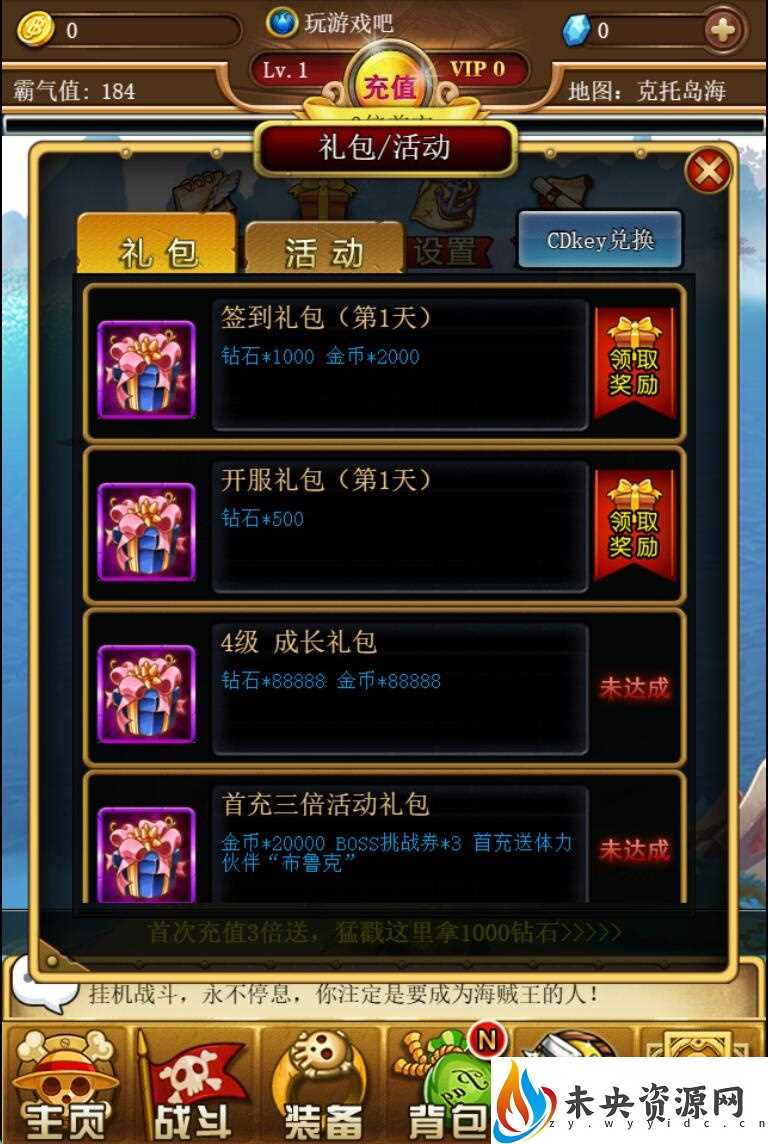 0
玩游戏吧
0
Lv.1
充值
VIP 0
霸气值: 184
地图: 克托岛海
礼包/活动
礼包
活动
设置
CDkey兑换
签到礼包（第1天）
钻石*1000 金币*2000
领取
奖励
开服礼包（第1天）
钻石*500
领取
奖励
4级 成长礼包
钻石*88888 金币*88888
未达成
首充三倍活动礼包
金币*20000 BOSS挑战券*3 首充送体力
伙伴“布鲁克”
未达成
首次充值3倍送, 猛戳这里拿1000钻石>>>>>
挂机战斗, 永不停息, 你注定是要成为海贼王的人!
主页
战斗
装备
背包
N
未央资源网
zy.wyyidc.cn